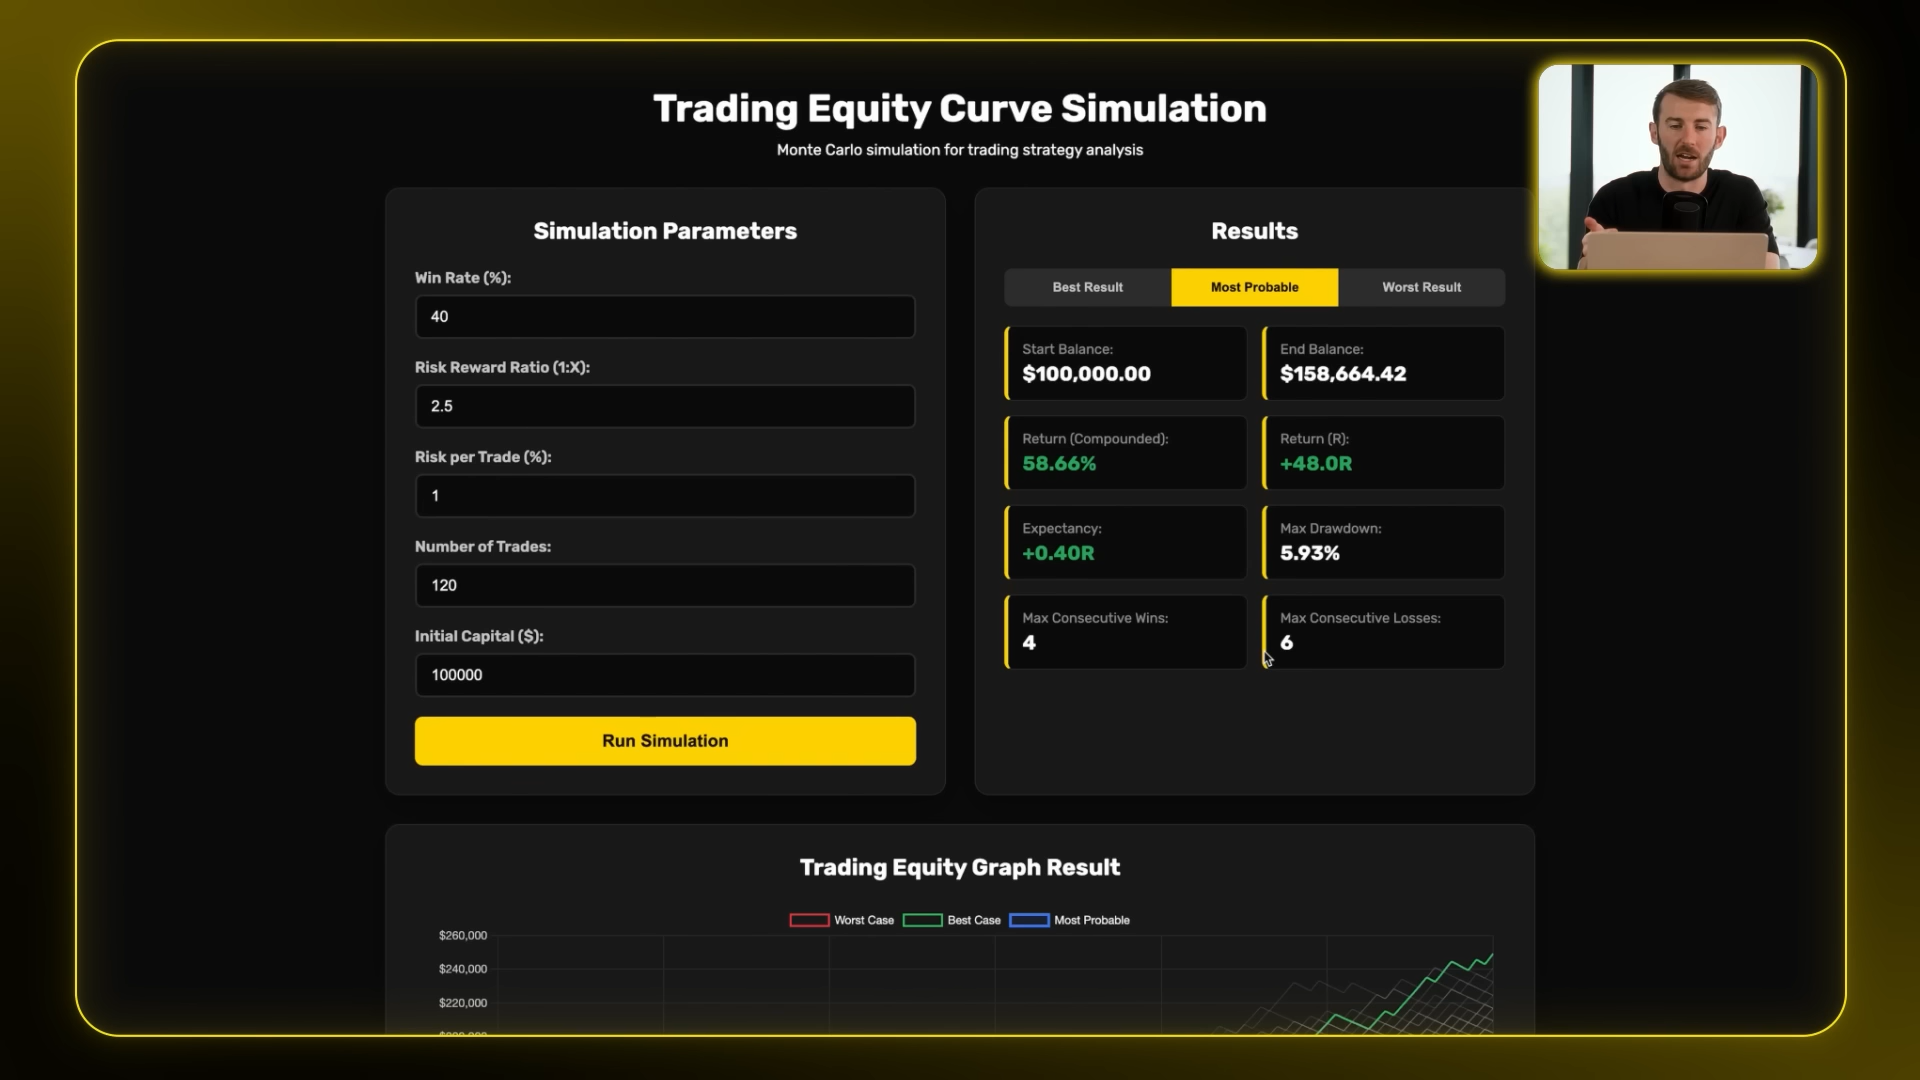 Trading Equity Curve Simulation
Monte Carlo simulation for trading strategy analysis
Simulation Parameters
Win Rate (%):
40
Risk Reward Ratio (1:X):
2.5
Risk per Trade (%):
1
Number of Trades:
120
Initial Capital ($):
100000
Run Simulation
Results
Best Result
Most Probable
Worst Result
Start Balance:
$100,000.00
End Balance:
$158,664.42
Return (Compounded):
58.66%
Return (R):
+48.0R
Expectancy:
+0.40R
Max Drawdown:
5.93%
Max Consecutive Wins:
4
Max Consecutive Losses:
6
Trading Equity Graph Result
Worst Case
Best Case
Most Probable
$260,000
$240,000
$220,000